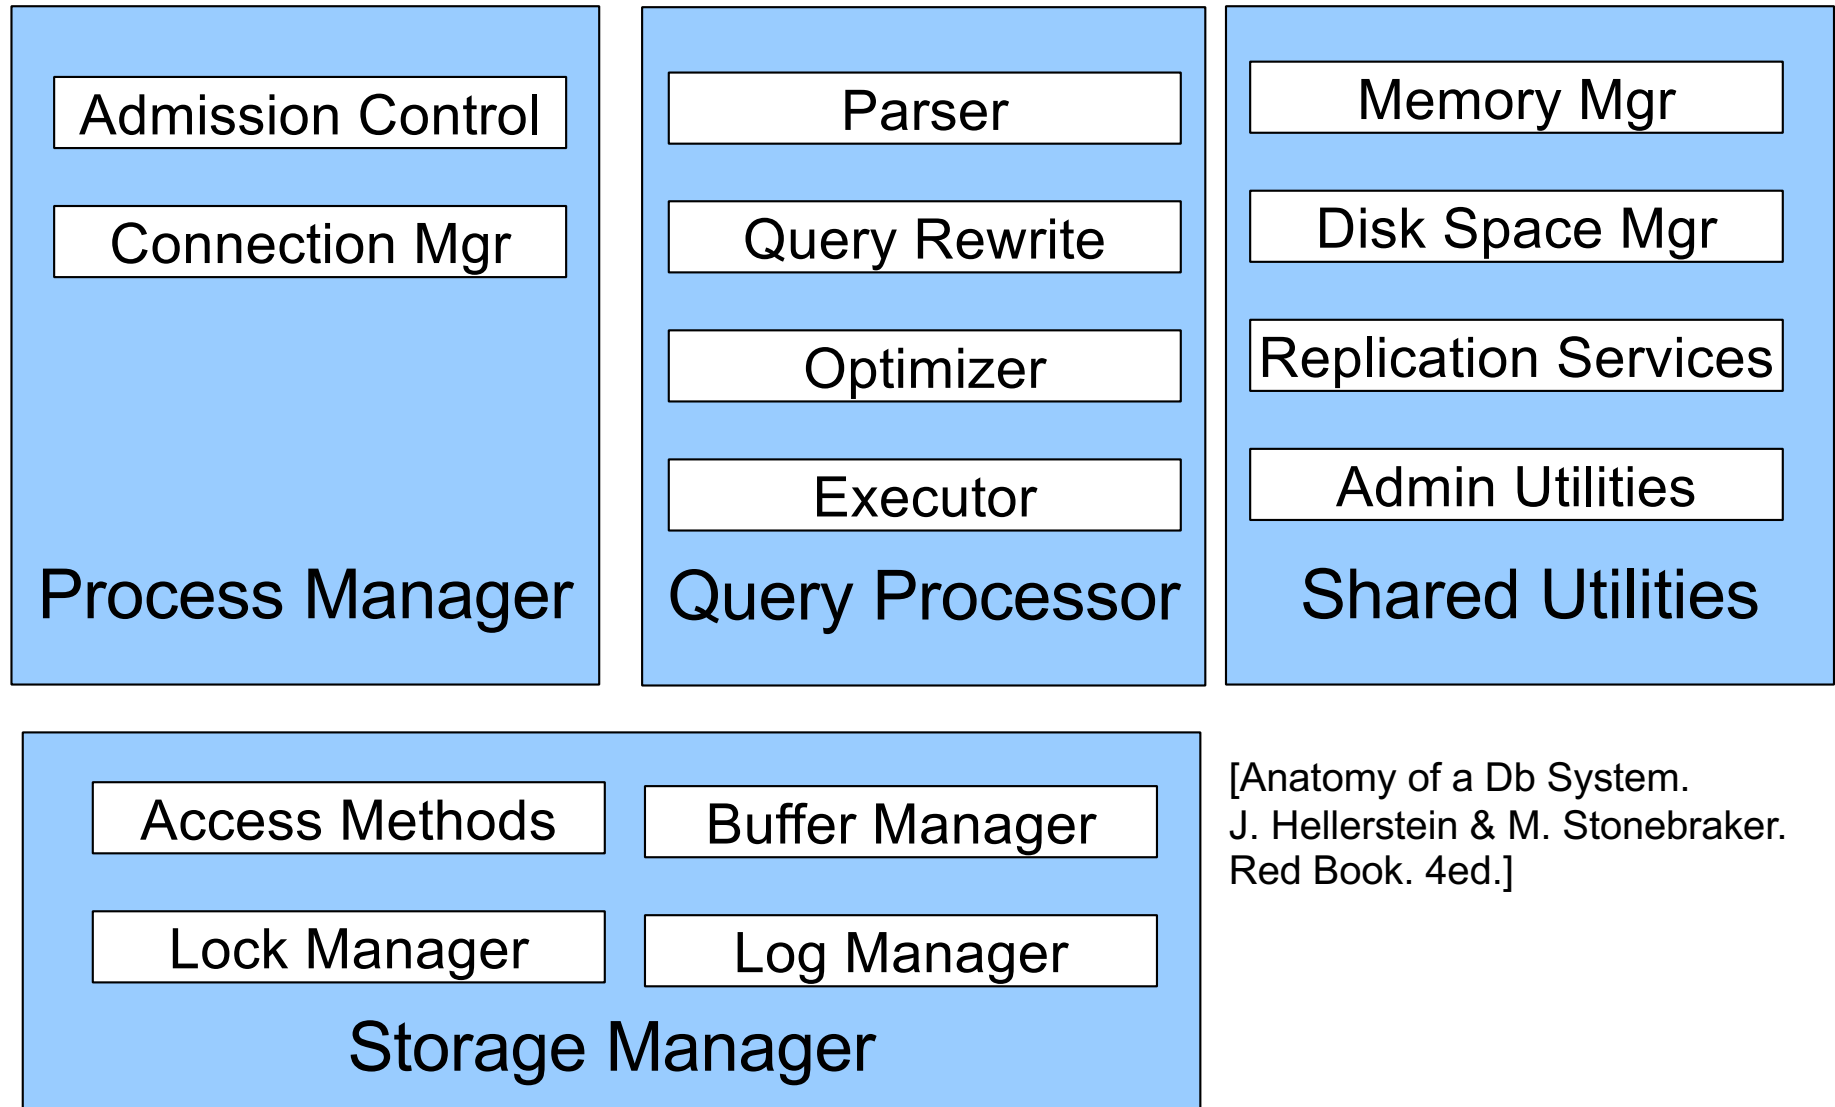 Admission Control
Connection Mgr
Process Manager
Parser
Query Rewrite
Optimizer
Executor
Query Processor
Memory Mgr
Disk Space Mgr
Replication Services
Admin Utilities
Shared Utilities
Access Methods
Buffer Manager
Lock Manager
Log Manager
Storage Manager
[Anatomy of a Db System.
J. Hellerstein & M. Stonebraker.
Red Book. 4ed.]